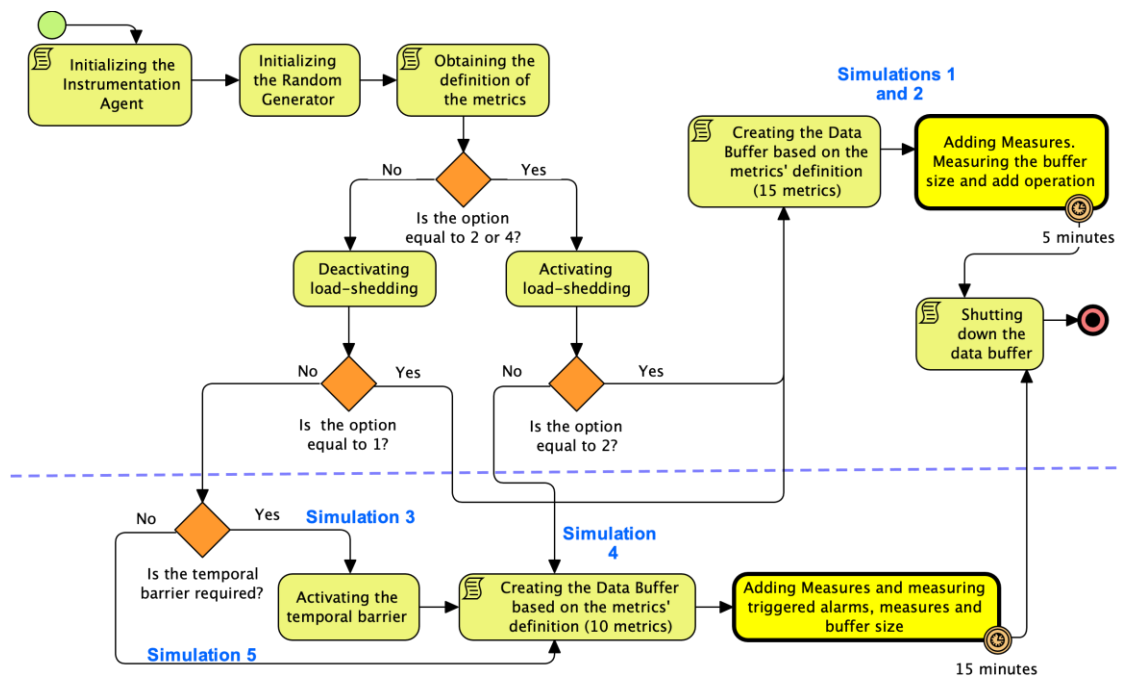 Initializing the
Instrumentation
Agent
Initializing
the Random
Generator
Obtaining the
definition of
the metrics
Simulations 1
and 2
Creating the Data
Buffer based on the
metrics' definition
(15 metrics)
Adding Measures.
Measuring the buffer
size and add operation
5 minutes
No
Yes
Is the option
equal to 2 or 4?
Deactivating
load-shedding
Activating
load-shedding
Shutting
down the
data buffer
No
Yes
Is the option
equal to 1?
No
Yes
Is the option
equal to 2?
No
Yes
Is the temporal
barrier required?
Simulation 3
Simulation
4
Activating the
temporal barrier
Creating the Data Buffer
based on the metrics'
definition (10 metrics)
Adding Measures and measuring
triggered alarms, measures and
buffer size
Simulation 5
15 minutes